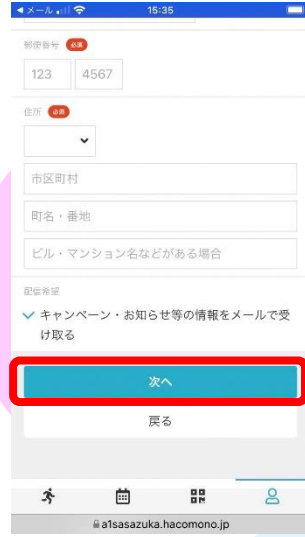 メール 15:35
郵便番号 必須
123 4567
住所 必須
市区町村
町名・番地
ビル・マンション名などがある場合
配信希望
キャンペーン・お知らせ等の情報をメールで受
け取る
次へ
戻る
a1sasazuka.hacomono.jp